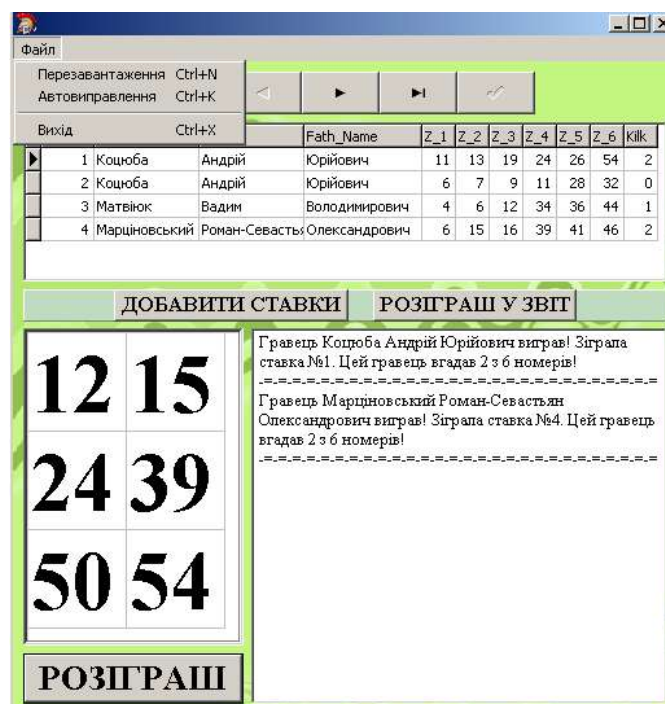 Файл
Перезавантаження Ctrl+N
Автовиправлення Ctrl+K
Вихід Ctrl+X
Fath_Name Z_1 Z_2 Z_3 Z_4 Z_5 Z_6 Kilk
1 Коцюба Андрій Юрійович 11 13 19 24 26 54 2
2 Коцюба Андрій Юрійович 6 7 9 11 28 32 0
3 Матвіюк Вадим Володимирович 4 6 12 34 36 44 1
4 Марціновський Роман-Севастья Олександрович 6 15 16 39 41 46 2
ДОБАВИТИ СТАВКИ РОЗІГРАШ У ЗВІТ
12 15
24 39
50 54
РОЗІГРАШ
Гравець Коцюба Андрій Юрійович виграв! Зіграла
ставка №1. Цей гравець вгадав 2 з 6 номерів!
-=-=-=-=-=-=-=-=-=-=-=-=-=-=-=-=-=-=-=-=-=-=-=-=
Гравець Марціновський Роман-Севастьян
Олександрович виграв! Зіграла ставка №4. Цей гравець
вгадав 2 з 6 номерів!
-=-=-=-=-=-=-=-=-=-=-=-=-=-=-=-=-=-=-=-=-=-=-=-=